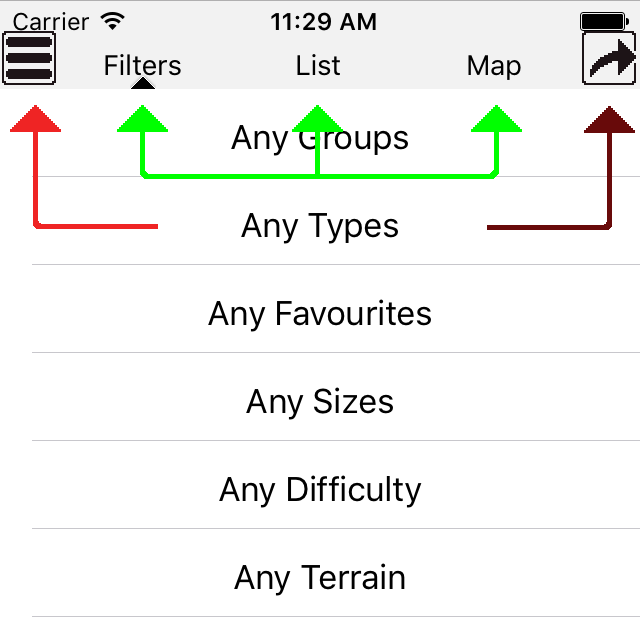 Carrier 11:29 AM
Filters List Map
Any Groups
Any Types
Any Favourites
Any Sizes
Any Difficulty
Any Terrain